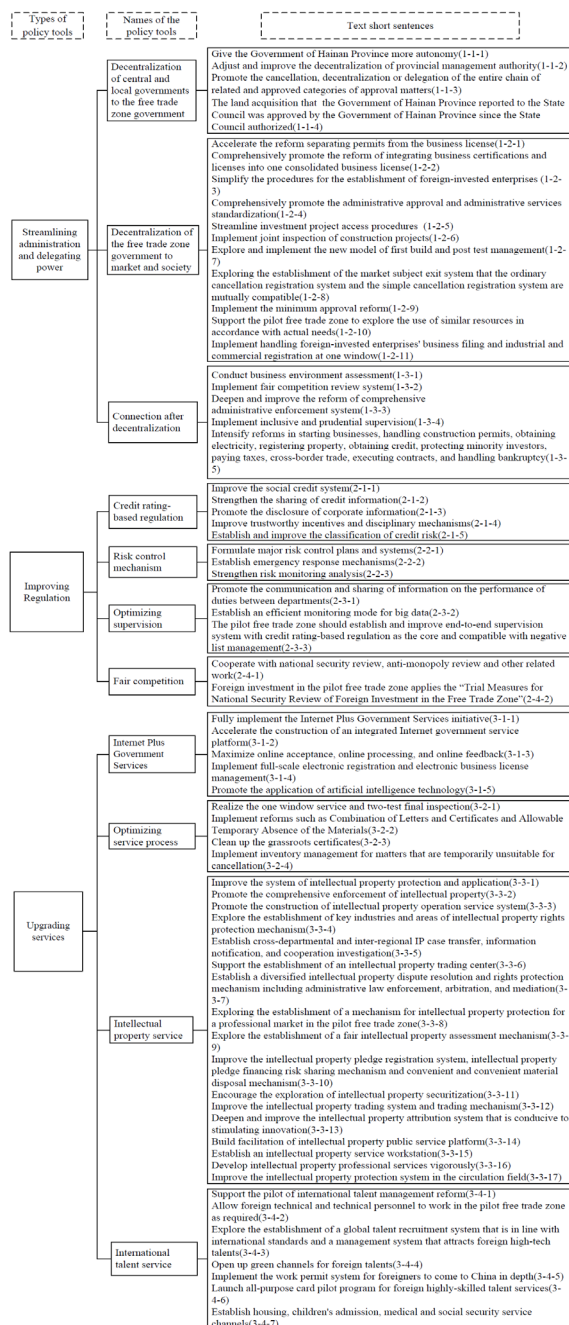 Types of
policy tools
Names of the
policy tools
Text short sentences
Streamlining
administration
and delegating
power
Decentralization
of central and
local governments
to the free trade
zone government
Give the Government of Hainan Province more autonomy(1-1-1)
Adjust and improve the decentralization of provincial management authority(1-1-2)
Promote the cancellation, decentralization or delegation of the entire chain of
related and approved categories of approval matters(1-1-3)
The land acquisition that the Government of Hainan Province reported to the State
Council was approved by the Government of Hainan Province since the State
Council authorized(1-1-4)
Decentralization of
the free trade zone
government to
market and society
Accelerate the reform separating permits from the business license(1-2-1)
Comprehensively promote the reform of integrating business certifications and
licenses into one consolidated business license(1-2-2)
Simplify the procedures for the establishment of foreign-invested enterprises (1-2-
3)
Comprehensively promote the administrative approval and administrative services
standardization(1-2-4)
Streamline investment project access procedures (1-2-5)
Implement joint inspection of construction projects(1-2-6)
Explore and implement the new model of first build and post test management(1-2-
7)
Exploring the establishment of the market subject exit system that the ordinary
cancellation registration system and the simple cancellation registration system are
mutually compatible(1-2-8)
Implement the minimum approval reform(1-2-9)
Support the pilot free trade zone to explore the use of similar resources in
accordance with actual needs(1-2-10)
Implement handling foreign-invested enterprises' business filing and industrial and
commercial registration at one window(1-2-11)
Connection after
decentralization
Conduct business environment assessment(1-3-1)
Implement fair competition review system(1-3-2)
Deepen and improve the reform of comprehensive
administrative enforcement system(1-3-3)
Implement inclusive and prudential supervision(1-3-4)
Intensify reforms in starting businesses, handling construction permits, obtaining
electricity, registering property, obtaining credit, protecting minority investors,
paying taxes, cross-border trade, executing contracts, and handling bankruptcy(1-3-
5)
Improving
Regulation
Credit rating-
based regulation
Improve the social credit system(2-1-1)
Strengthen the sharing of credit information(2-1-2)
Promote the disclosure of corporate information(2-1-3)
Improve trustworthy incentives and disciplinary mechanisms(2-1-4)
Establish and improve the classification of credit risk(2-1-5)
Risk control
mechanism
Formulate major risk control plans and systems(2-2-1)
Establish emergency response mechanisms(2-2-2)
Strengthen risk monitoring analysis(2-2-3)
Optimizing
supervision
Promote the communication and sharing of information on the performance of
duties between departments(2-3-1)
Establish an efficient monitoring mode for big data(2-3-2)
The pilot free trade zone should establish and improve end-to-end supervision
system with credit rating-based regulation as the core and compatible with negative
list management(2-3-3)
Fair competition
Cooperate with national security review, anti-monopoly review and other related
work(2-4-1)
Foreign investment in the pilot free trade zone applies the "Trial Measures for
National Security Review of Foreign Investment in the Free Trade Zone"(2-4-2)
Upgrading
services
Internet Plus
Government
Services
Fully implement the Internet Plus Government Services initiative(3-1-1)
Accelerate the construction of an integrated Internet government service
platform(3-1-2)
Maximize online acceptance, online processing, and online feedback(3-1-3)
Implement full-scale electronic registration and electronic business license
management(3-1-4)
Promote the application of artificial intelligence technology(3-1-5)
Optimizing
service process
Realize the one window service and two-test final inspection(3-2-1)
Implement reforms such as Combination of Letters and Certificates and Allowable
Temporary Absence of the Materials(3-2-2)
Clean up the grassroots certificates(3-2-3)
Implement inventory management for matters that are temporarily unsuitable for
cancellation(3-2-4)
Intellectual
property service
Improve the system of intellectual property protection and application(3-3-1)
Promote the comprehensive enforcement of intellectual property(3-3-2)
Promote the construction of intellectual property operation service system(3-3-3)
Explore the establishment of key industries and areas of intellectual property rights
protection mechanism(3-3-4)
Establish cross-departmental and inter-regional IP case transfer, information
notification, and cooperation investigation(3-3-5)
Support the establishment of an intellectual property trading center(3-3-6)
Establish a diversified intellectual property dispute resolution and rights protection
mechanism including administrative law enforcement, arbitration, and mediation(3-
3-7)
Exploring the establishment of a mechanism for intellectual property protection for
a professional market in the pilot free trade zone(3-3-8)
Explore the establishment of a fair intellectual property assessment mechanism(3-3-
9)
Improve the intellectual property pledge registration system, intellectual property
pledge financing risk sharing mechanism and convenient and convenient material
disposal mechanism(3-3-10)
Encourage the exploration of intellectual property securitization(3-3-11)
Improve the intellectual property trading system and trading mechanism(3-3-12)
Deepen and improve the intellectual property attribution system that is conducive to
stimulating innovation(3-3-13)
Build facilitation of intellectual property public service platform(3-3-14)
Establish an intellectual property service workstation(3-3-15)
Develop intellectual property professional services vigorously(3-3-16)
Improve the intellectual property protection system in the circulation field(3-3-17)
International
talent service
Support the pilot of international talent management reform(3-4-1)
Allow foreign technical and technical personnel to work in the pilot free trade zone
as required(3-4-2)
Explore the establishment of a global talent recruitment system that is in line with
international standards and a management system that attracts foreign high-tech
talents(3-4-3)
Open up green channels for foreign talents(3-4-4)
Implement the work permit system for foreigners to come to China in depth(3-4-5)
Launch all-purpose card pilot program for foreign highly-skilled talent services(3-
4-6)
Establish housing, children's admission, medical and social security service
channels(3-4-7)